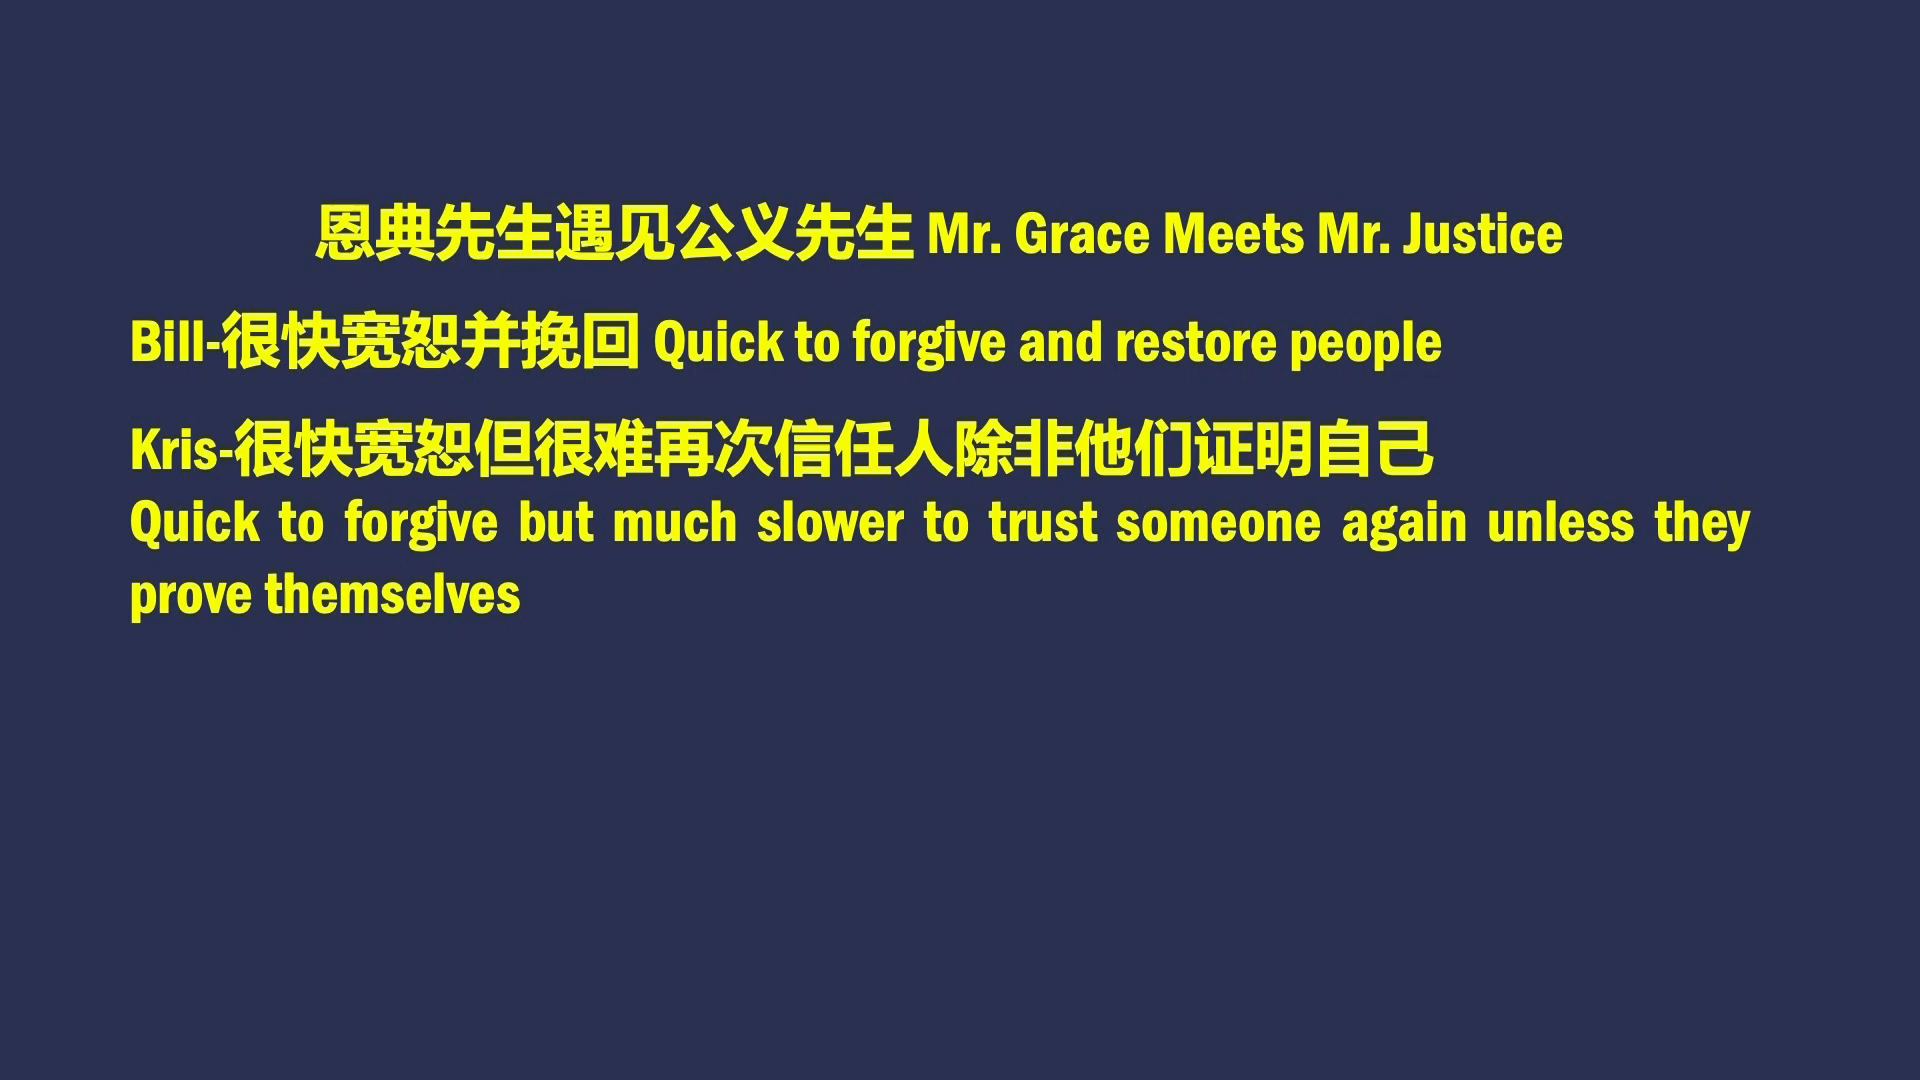 恩典先生遇见公义先生 Mr. Grace Meets Mr. Justice
Bill-很快宽恕并挽回 Quick to forgive and restore people
Kris-很快宽恕但很难再次信任人除非他们证明自己
Quick to forgive but much slower to trust someone again unless they
prove themselves